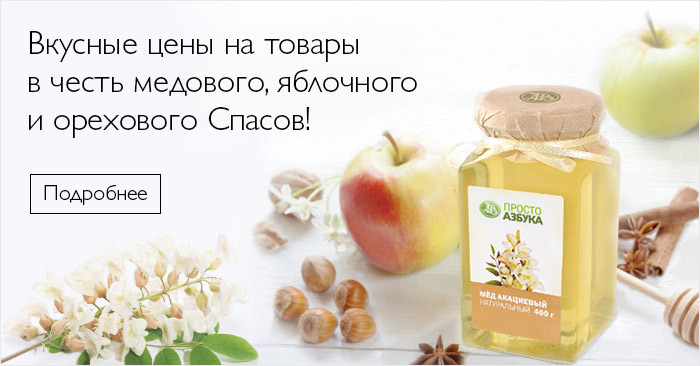 Вкусные цены на товары
в честь медового, яблочного
и орехового Спасов!
Подробнее
ПРОСТО
АЗБУКА
МЁД АКАЦИЕВЫЙ
НАТУРАЛЬНЫЙ 400 г